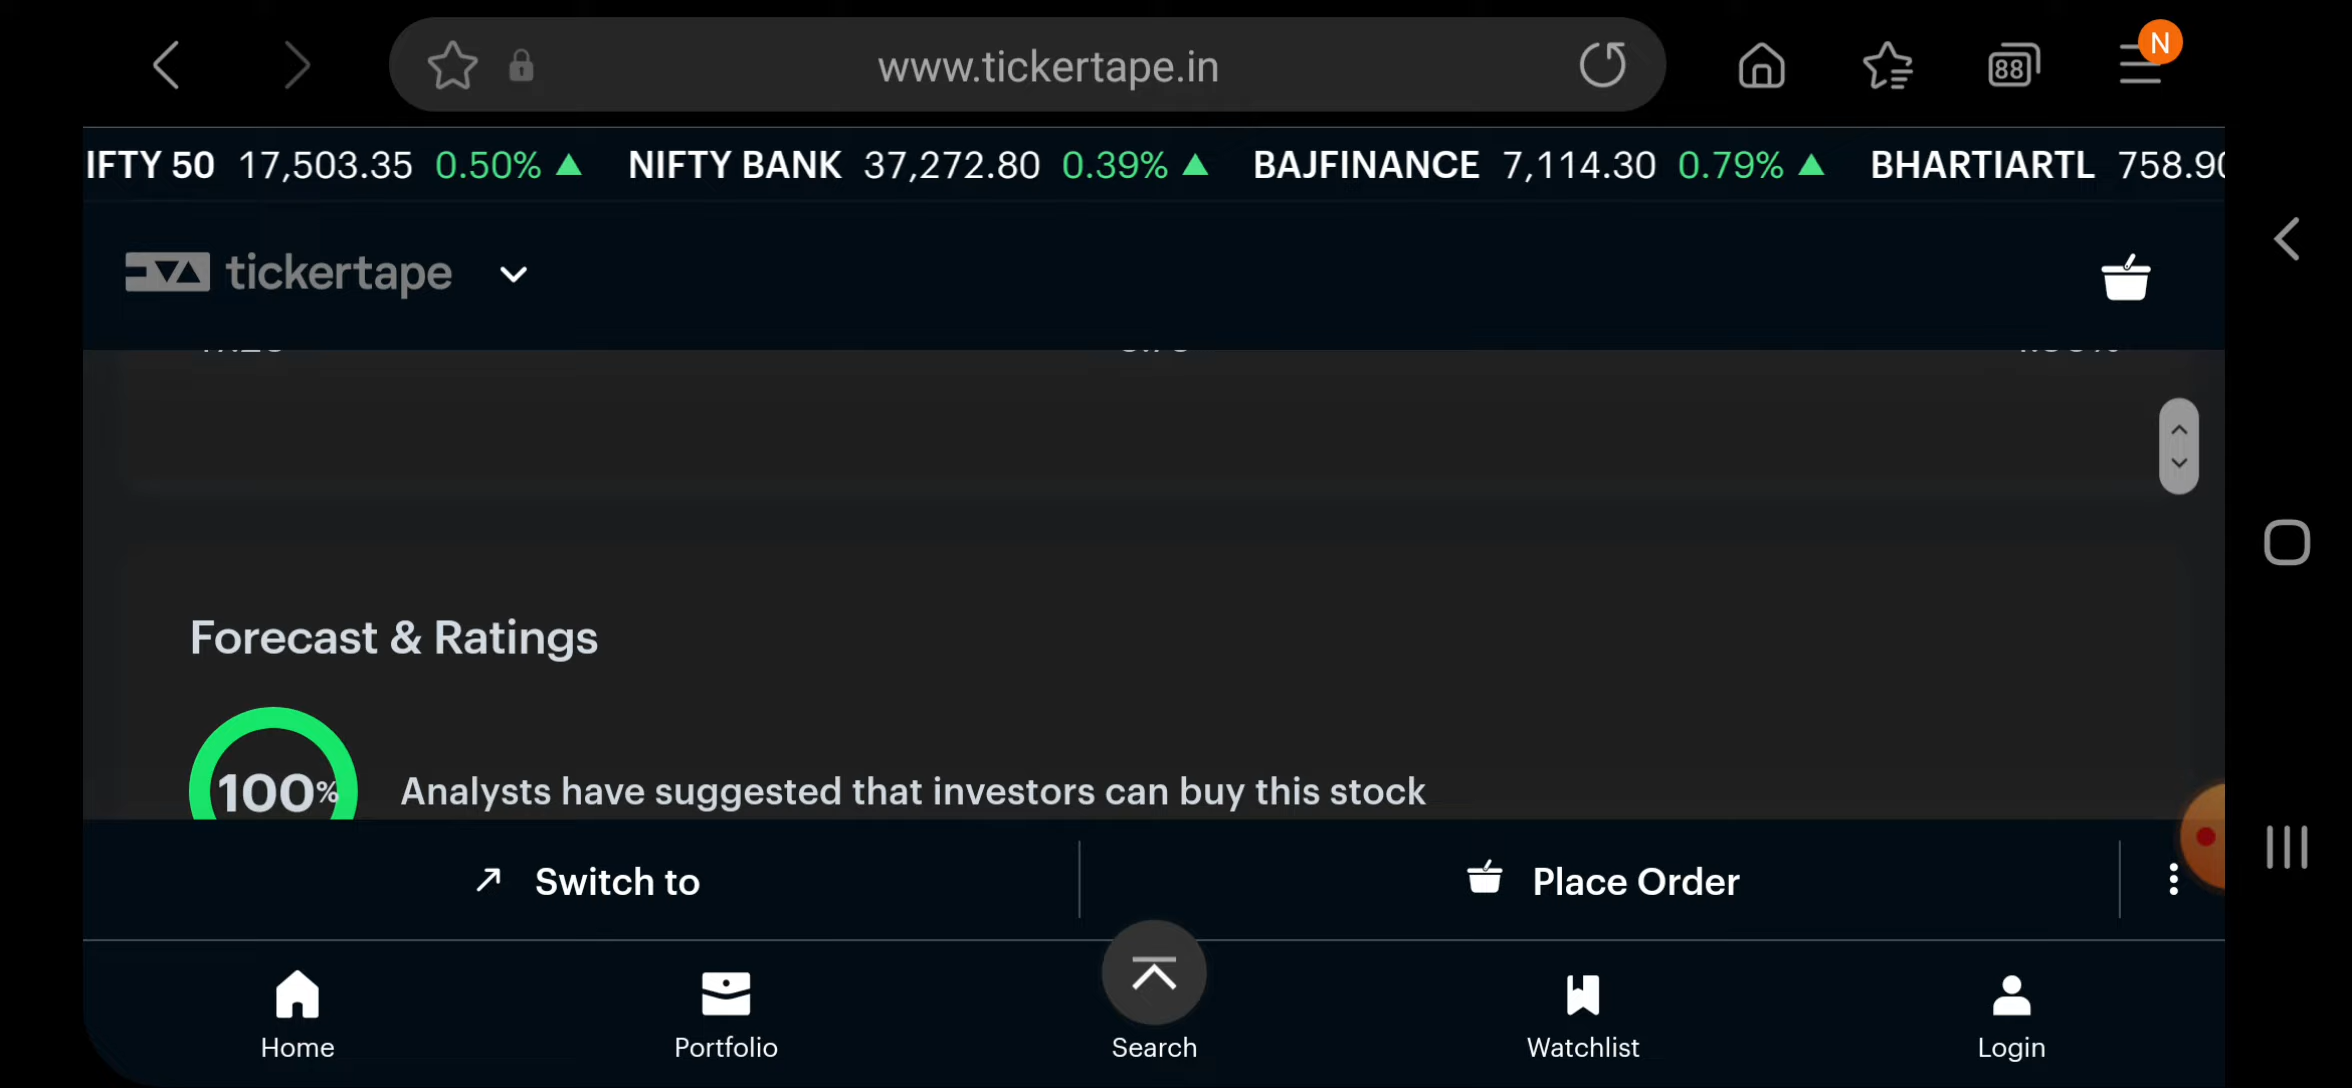 www.tickertape.in
88
N
IFTY 50 17,503.35 0.50% ▲ NIFTY BANK 37,272.80 0.39% ▲ BAJFINANCE 7,114.30 0.79% ▲ BHARTIARTL 758.90
tickertape
Forecast & Ratings
100%
Analysts have suggested that investors can buy this stock
Switch to
Place Order
Home
Portfolio
Search
Watchlist
Login